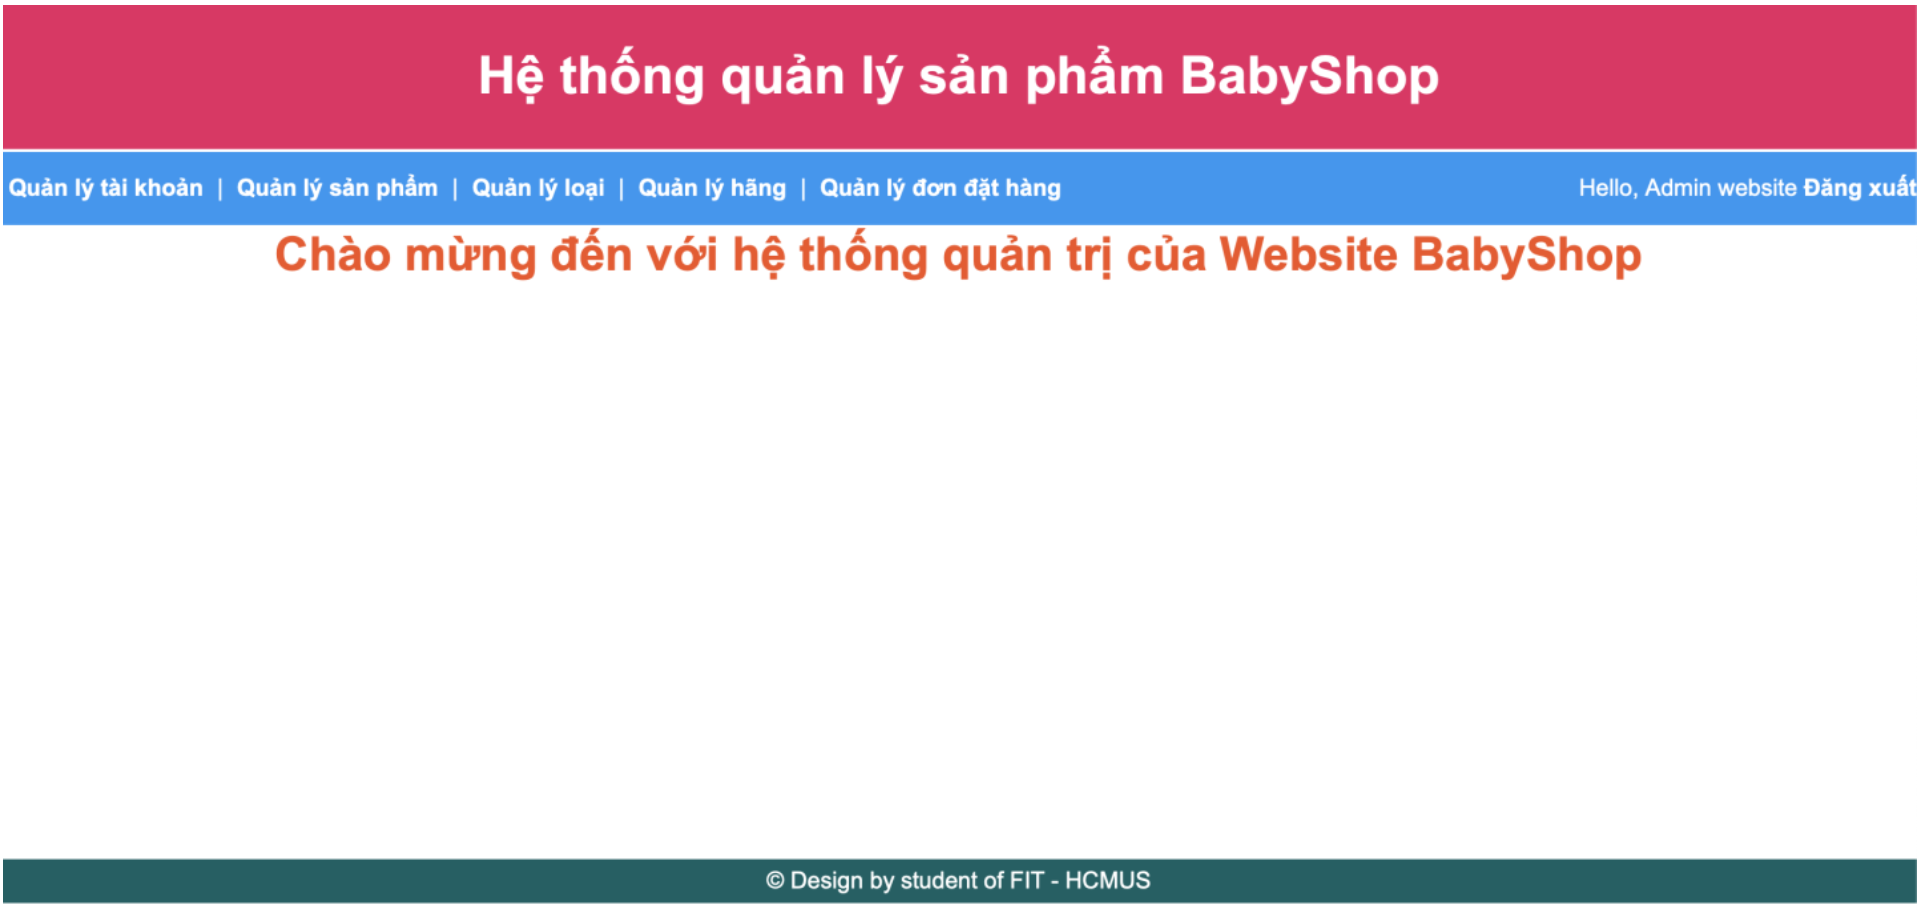 Hệ thống quản lý sản phẩm BabyShop
Quản lý tài khoản | Quản lý sản phẩm | Quản lý loại | Quản lý hãng | Quản lý đơn đặt hàng Hello, Admin website Đăng xuất
Chào mừng đến với hệ thống quản trị của Website BabyShop
© Design by student of FIT - HCMUS